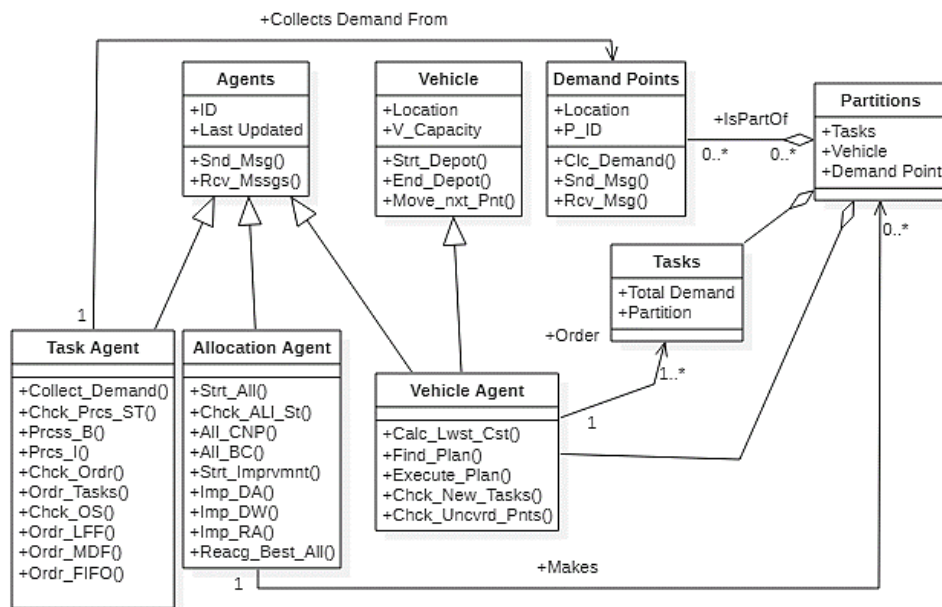 +Collects Demand From
Agents
+ID
+Last Updated
+Snd_Msg()
+Rcv_Mssgs()
Vehicle
+Location
+V_Capacity
+Strt_Depot()
+End_Depot()
+Move_nxt_Pnt()
Demand Points
+Location
+P_ID
+Clc_Demand()
+Snd_Msg()
+Rcv_Msg()
+IsPartOf
0..*
0..*
Partitions
+Tasks
+Vehicle
+Demand Point
0..*
Tasks
+Total Demand
+Partition
+Order
1..*
1
1
Task Agent
+Collect_Demand()
+Chck_Prcs_ST()
+Prcss_B()
+Prcs_I()
+Chck_Ordr()
+Ordr_Tasks()
+Chck_OS()
+Ordr_LFF()
+Ordr_MDF()
+Ordr_FIFO()
Allocation Agent
+Strt_All()
+Chck_ALl_St()
+All_CNP()
+All_BC()
+Strt_Imprvmnt()
+Imp_DA()
+Imp_DW()
+Imp_RA()
+Reacg_Best_All()
Vehicle Agent
+Calc_Lwst_Cst()
+Find_Plan()
+Execute_Plan()
+Chck_New_Tasks()
+Chck_Uncvrd_Pnts()
1
+Makes